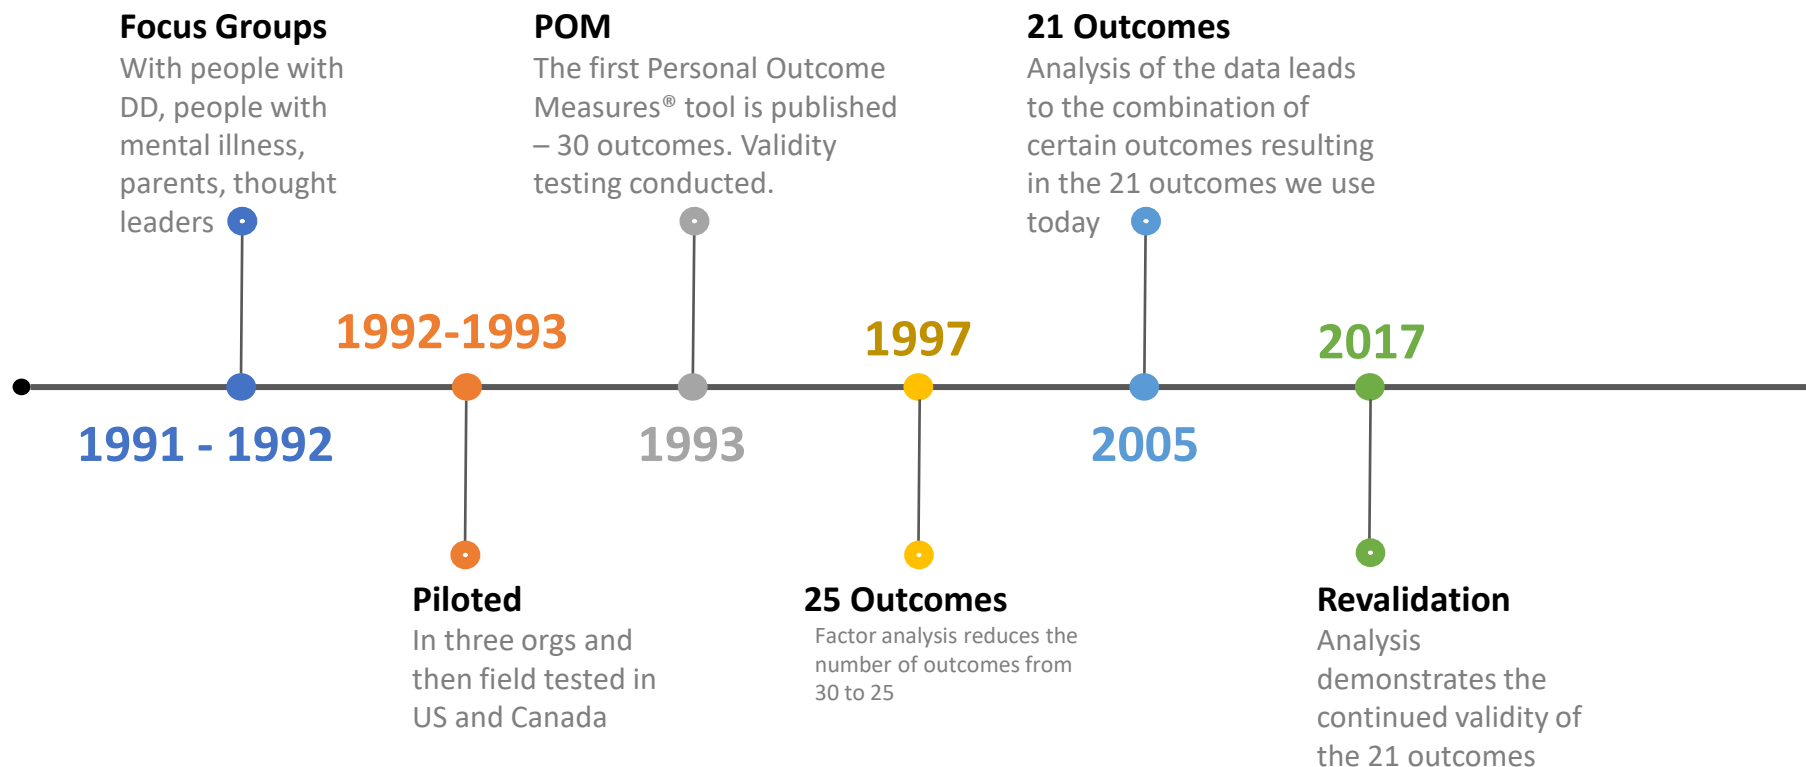 Focus Groups
With people with
DD, people with
mental illness,
parents, thought
leaders
POM
The first Personal Outcome
Measures® tool is published
– 30 outcomes. Validity
testing conducted.
21 Outcomes
Analysis of the data leads
to the combination of
certain outcomes resulting
in the 21 outcomes we use
today
1992-1993
1997
2017
1991 - 1992
1993
2005
Piloted
In three orgs and
then field tested in
US and Canada
25 Outcomes
Factor analysis reduces the
number of outcomes from
30 to 25
Revalidation
Analysis
demonstrates the
continued validity of
the 21 outcomes